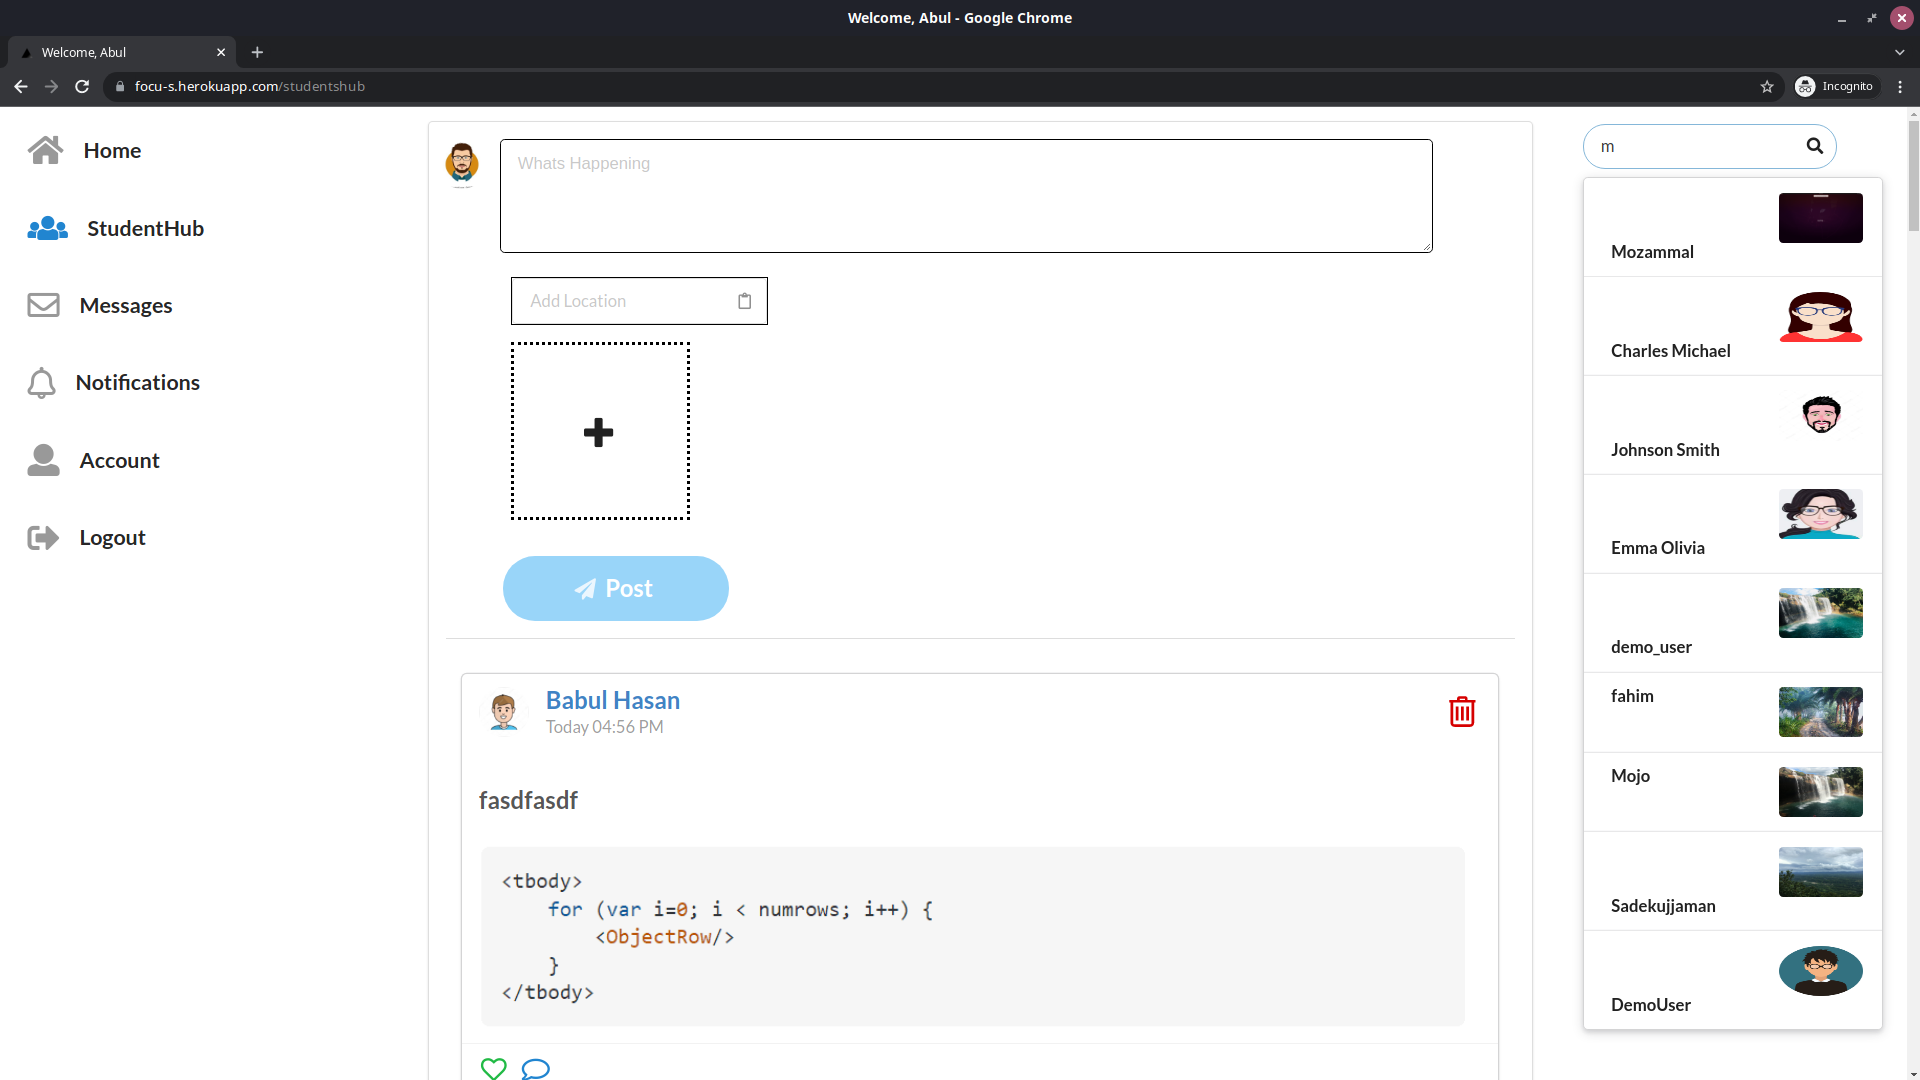 Welcome, Abul - Google Chrome
Welcome, Abul
focu-s.herokuapp.com/studentshub
Incognito
Home
StudentHub
Messages
Notifications
Account
Logout
Whats Happening
Add Location
Post
Babul Hasan
Today 04:56 PM
fasdfasdf
<tbody>
    for (var i=0; i < numrows; i++) {
        <ObjectRow/>
    }
</tbody>
m
Mozammal
Charles Michael
Johnson Smith
Emma Olivia
demo_user
fahim
Mojo
Sadekujjaman
DemoUser